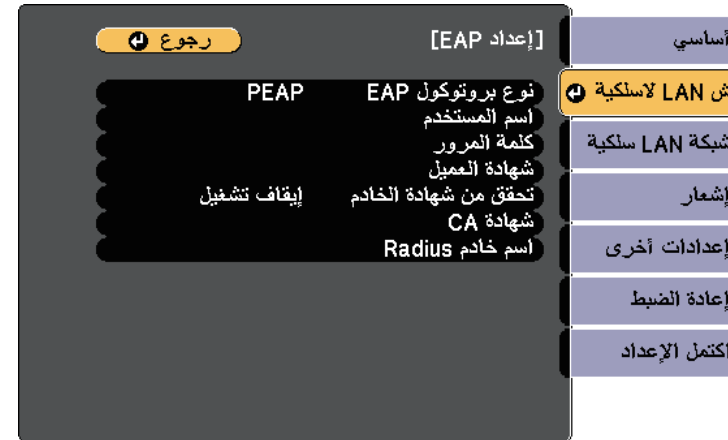 [إعداد EAP]
رجوع
نوع بروتوكول EAP PEAP
اسم المستخدم
كلمة المرور
شهادة العميل
تحقق من شهادة الخادم إيقاف تشغيل
شهادة CA
اسم خادم Radius
أساسي
ش LAN لاسلكية
شبكة LAN سلكية
إشعار
إعدادات أخرى
إعادة الضبط
اكتمل الإعداد